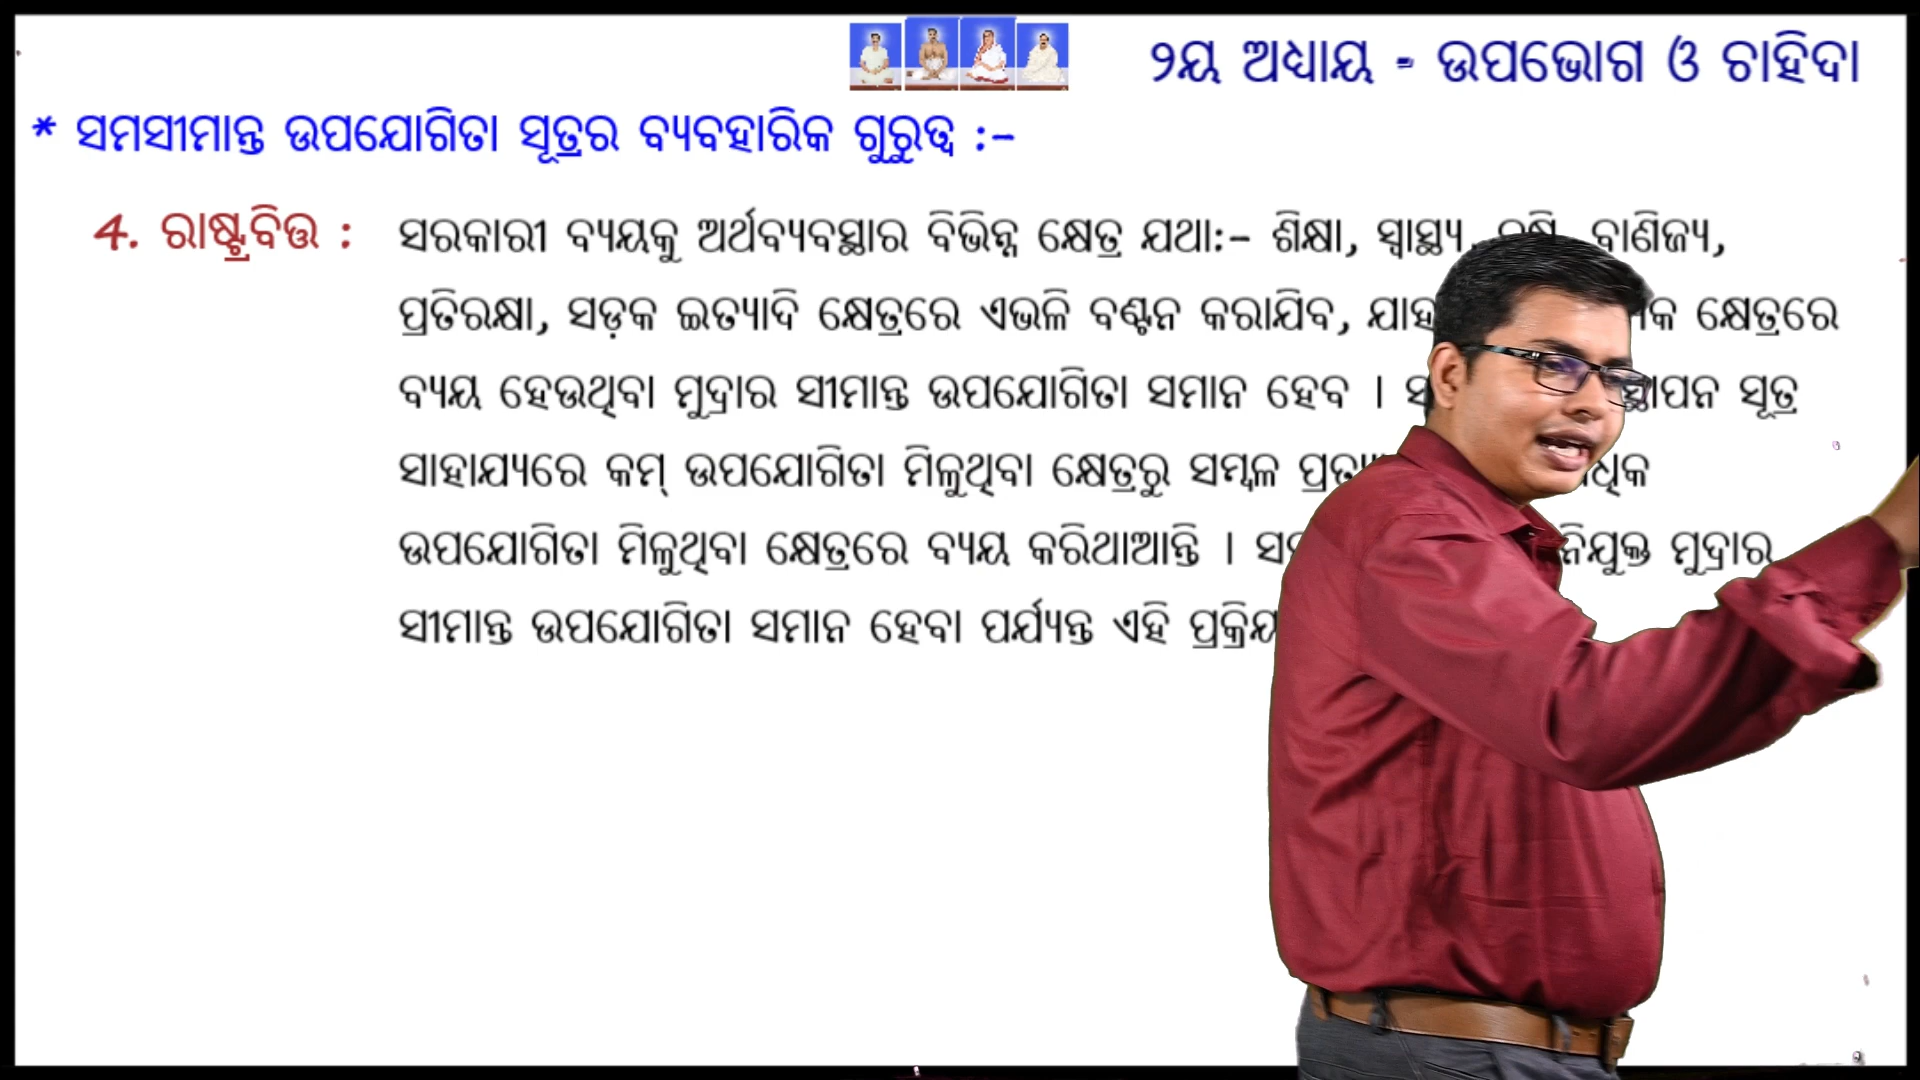 ୨ୟ ଅଧ୍ୟାୟ - ଉପଭୋଗ ଓ ଚାହିଦା
* ସମସୀମାନ୍ତ ଉପଯୋଗିତା ସୂତ୍ରର ବ୍ୟବହାରିକ ଗୁରୁତ୍ୱ :-
4. ରାଷ୍ଟ୍ରବିତ୍ତ : ସରକାରୀ ବ୍ୟୟକୁ ଅର୍ଥବ୍ୟବସ୍ଥାର ବିଭିନ୍ନ କ୍ଷେତ୍ର ଯଥା:- ଶିକ୍ଷା, ସ୍ୱାସ୍ଥ୍ୟ, ବାଣିଜ୍ୟ,
ପ୍ରତିରକ୍ଷା, ସଡ଼କ ଇତ୍ୟାଦି କ୍ଷେତ୍ରରେ ଏଭଳି ବଣ୍ଟନ କରାଯିବ, କ୍ଷେତ୍ରରେ
ବ୍ୟୟ ହେଉଥିବା ମୁଦ୍ରାର ସୀମାନ୍ତ ଉପଯୋଗିତା ସମାନ ହେବ । ସୂତ୍ର
ସାହାଯ୍ୟରେ କମ୍ ଉପଯୋଗିତା ମିଳୁଥିବା କ୍ଷେତ୍ରରୁ ସମ୍ବଳ
ଉପଯୋଗିତା ମିଳୁଥିବା କ୍ଷେତ୍ରରେ ବ୍ୟୟ କରିଥାଆନ୍ତି । ମୁଦ୍ରାର
ସୀମାନ୍ତ ଉପଯୋଗିତା ସମାନ ହେବା ପର୍ଯ୍ୟନ୍ତ ଏହି